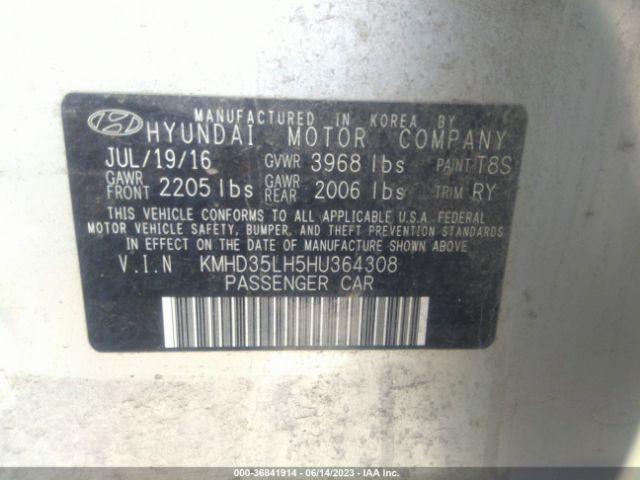 MANUFACTURED IN KOREA BY
HYUNDAI MOTOR COMPANY
JUL/19/16 GVWR 3968 lbs PAINT T8S
GAWR FRONT 2205 lbs GAWR REAR 2006 lbs TRIM RY
THIS VEHICLE CONFORMS TO ALL APPLICABLE U.S.A. FEDERAL
MOTOR VEHICLE SAFETY, BUMPER, AND THEFT PREVENTION
STANDARDS IN EFFECT ON THE DATE OF MANUFACTURE SHOWN ABOVE.
V.I.N KMHD35LH5HU364308
PASSENGER CAR
000-36841914 - 06/14/2023 - IAA Inc.